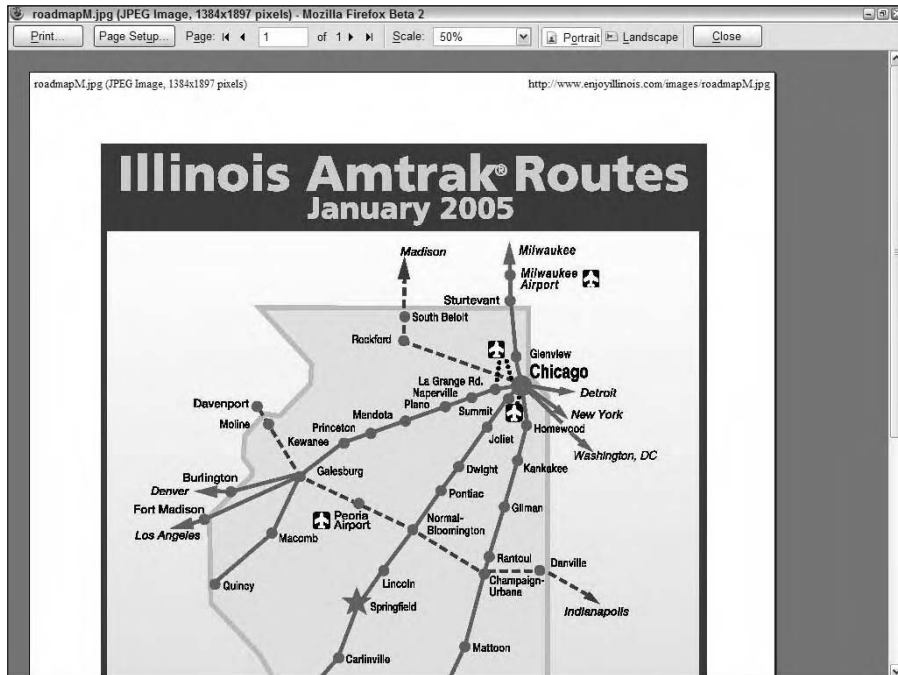 roadmapM.jpg (JPEG Image, 1384x1897 pixels) - Mozilla Firefox Beta 2
Print... Page Setup... Page: 1 of 1 Scale: 50% Portrait Landscape Close
roadmapM.jpg (JPEG Image, 1384x1897 pixels) http://www.enjoyillinois.com/images/roadmapM.jpg
Illinois Amtrak® Routes
January 2005
Madison
Milwaukee
Milwaukee
Airport
Sturtevant
South Beloit
Rockford
Glenview
Chicago
La Grange Rd.
Detroit
Naperville
Davenport
Plano
Summit
New York
Mendota
Moline
Princeton
Homewood
Joliet
Kewanee
Washington, DC
Dwight
Kankakee
Galesburg
Burlington
Denver
Pontiac
Fort Madison
Gilman
Peoria
Airport
Normal-
Bloomington
Los Angeles
Macomb
Rantoul
Danville
Quincy
Lincoln
Champaign-
Urbana
Springfield
Indianapolis
Mattoon
Carlinville